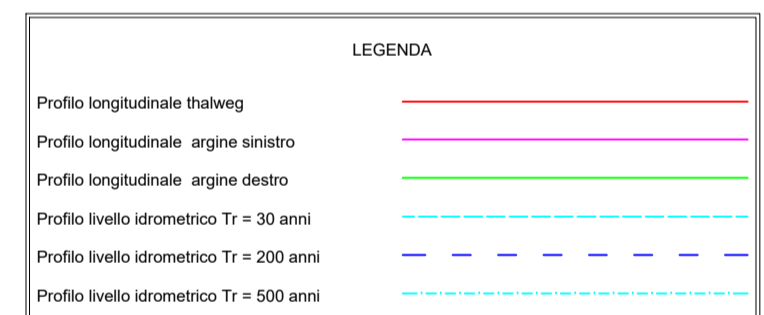 LEGENDA
Profilo longitudinale thalweg
Profilo longitudinale argine sinistro
Profilo longitudinale argine destro
Profilo livello idrometrico Tr = 30 anni
Profilo livello idrometrico Tr = 200 anni
Profilo livello idrometrico Tr = 500 anni